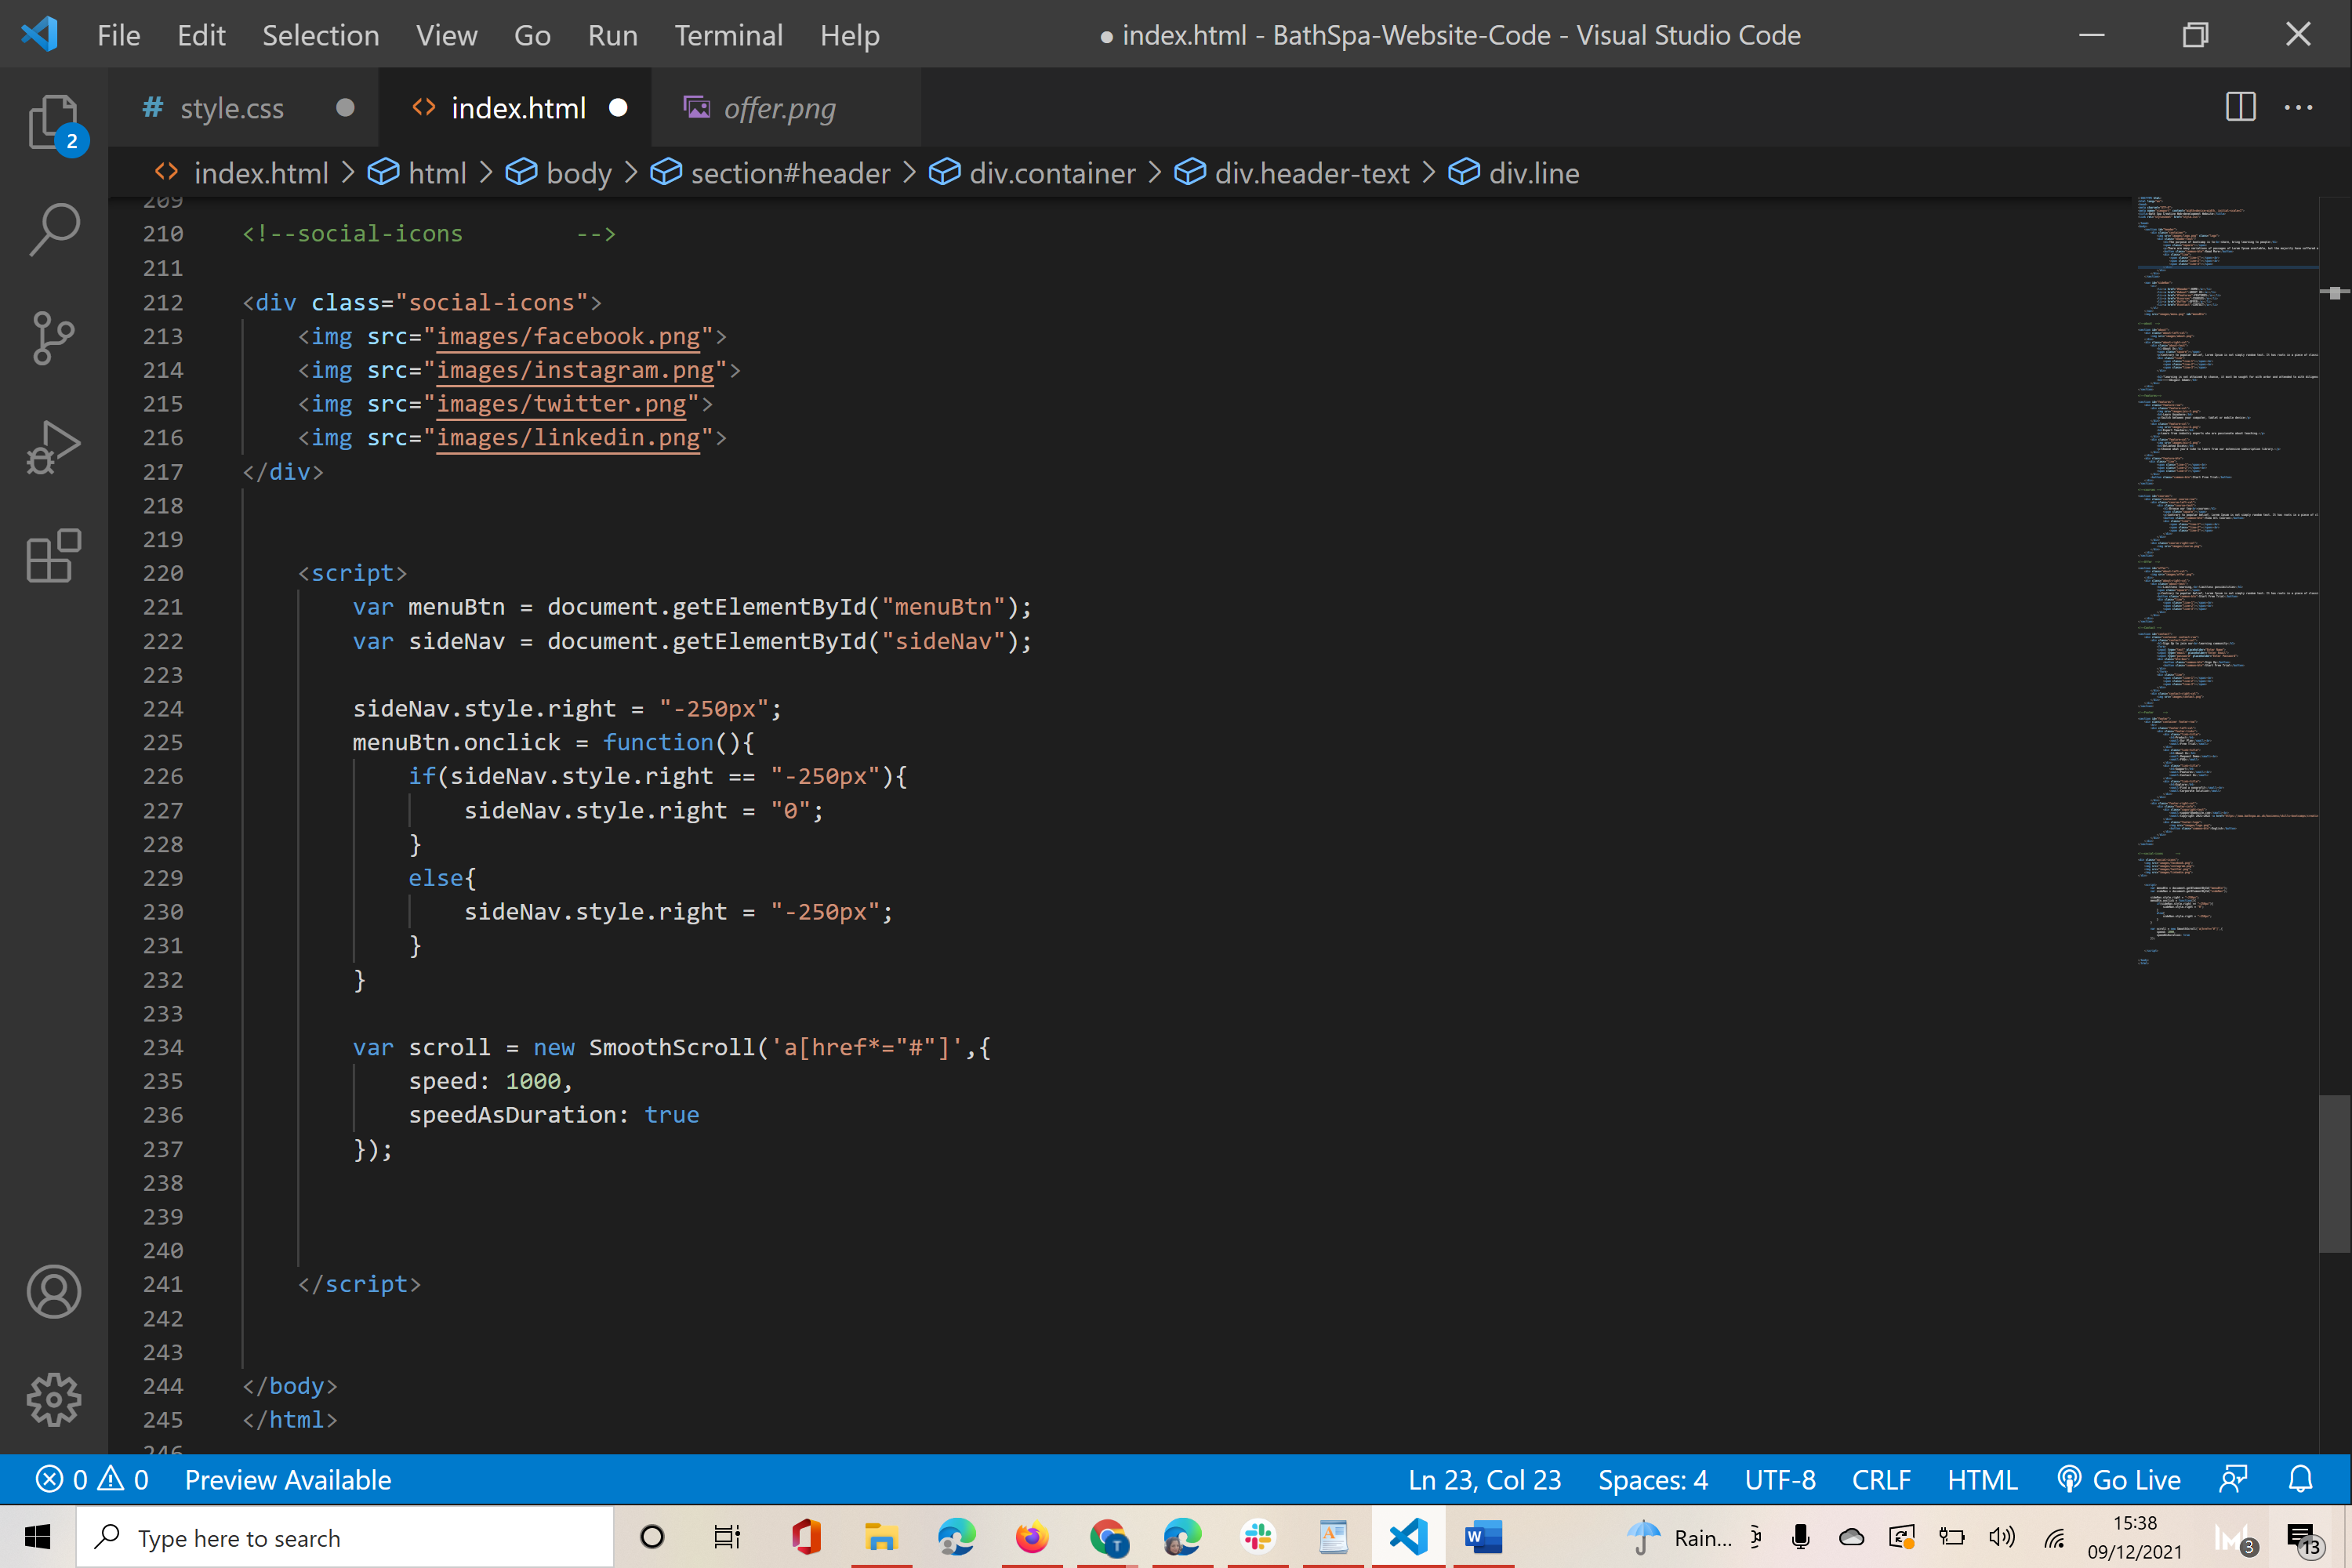 File Edit Selection View Go Run Terminal Help ● index.html - BathSpa-Website-Code - Visual Studio Code
# style.css index.html offer.png
2
index.html > html > body > section#header > div.container > div.header-text > div.line
209
210 <!--social-icons        -->
211
212 <div class="social-icons">
213     <img src="images/facebook.png">
214     <img src="images/instagram.png">
215     <img src="images/twitter.png">
216     <img src="images/linkedin.png">
217 </div>
218
219
220     <script>
221         var menuBtn = document.getElementById("menuBtn");
222         var sideNav = document.getElementById("sideNav");
223
224         sideNav.style.right = "-250px";
225         menuBtn.onclick = function(){
226             if(sideNav.style.right == "-250px"){
227                 sideNav.style.right = "0";
228             }
229             else{
230                 sideNav.style.right = "-250px";
231             }
232         }
233
234         var scroll = new SmoothScroll('a[href*="#"]',{
235             speed: 1000,
236             speedAsDuration: true
237         });
238
239
240
241     </script>
242
243
244 </body>
245 </html>
246
0 0 Preview Available Ln 23, Col 23 Spaces: 4 UTF-8 CRLF HTML Go Live
Type here to search T W Rain... 15:38 3 13
09/12/2021